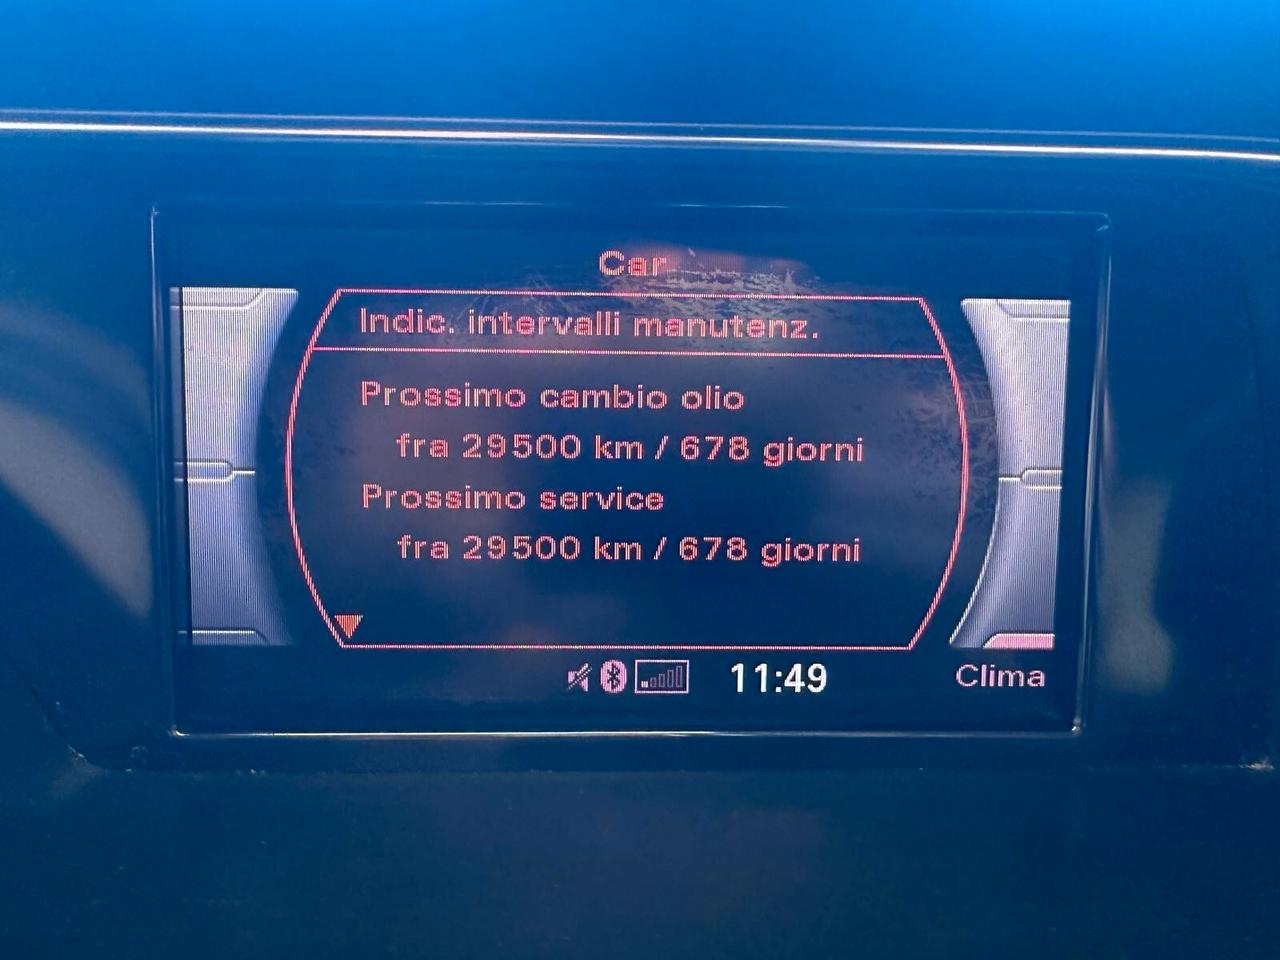 Car
Indic. intervalli manutenz.
Prossimo cambio olio
fra 29500 km / 678 giorni
Prossimo service
fra 29500 km / 678 giorni
11:49
Clima